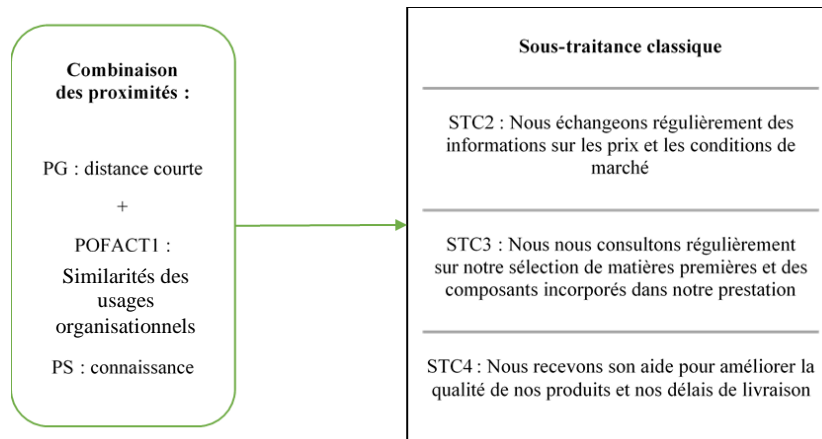 Combinaison
des proximités :
PG : distance courte
+
POFACT1 :
Similarités des
usages
organisationnels
PS : connaissance
Sous-traitance classique
STC2 : Nous échangeons régulièrement des
informations sur les prix et les conditions de
marché
STC3 : Nous nous consultons régulièrement
sur notre sélection de matières premières et des
composants incorporés dans notre prestation
STC4 : Nous recevons son aide pour améliorer la
qualité de nos produits et nos délais de livraison